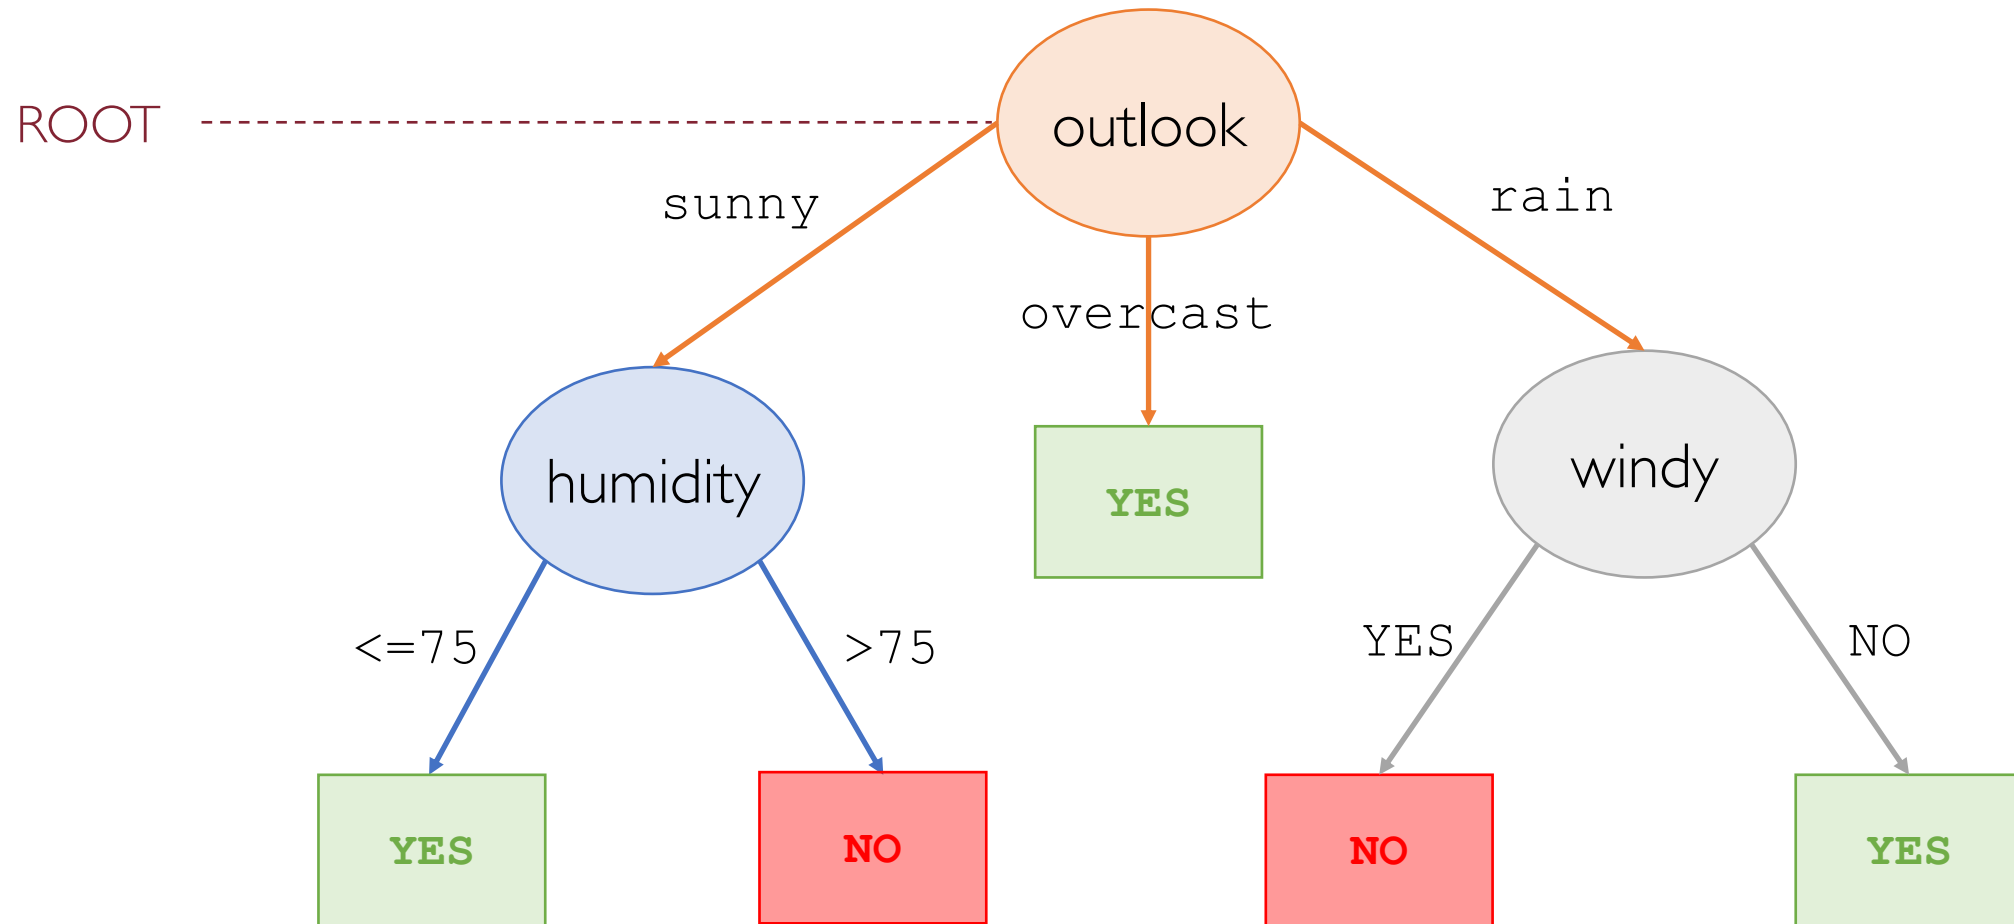 ROOT
outlook
sunny
rain
overcast
humidity
YES
windy
<=75
>75
YES
NO
YES
NO
NO
YES